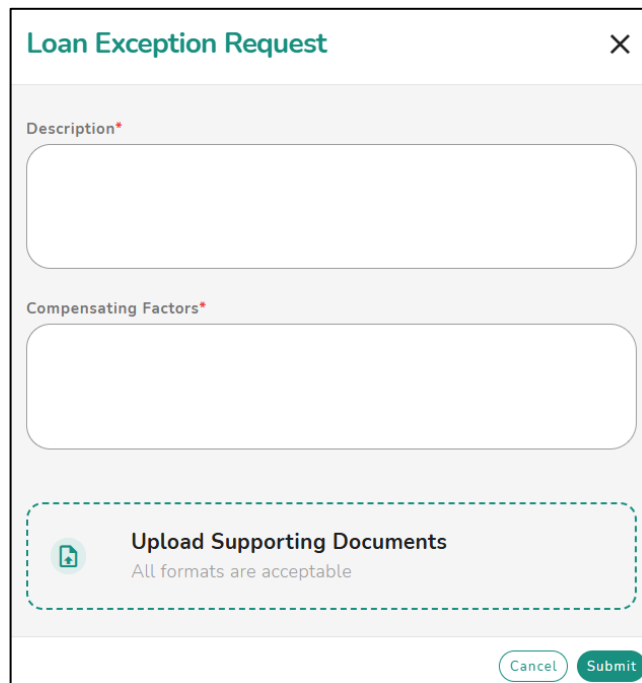 Loan Exception Request
Description*
Compensating Factors*
Upload Supporting Documents
All formats are acceptable
Cancel Submit